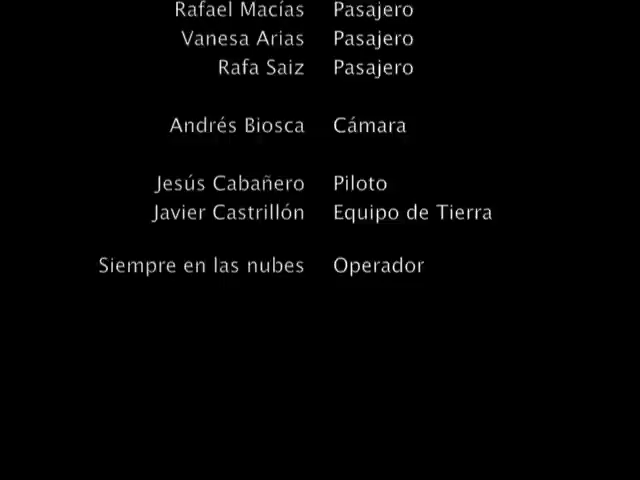 Rafael Macías Pasajero
Vanesa Arias Pasajero
Rafa Saiz Pasajero
Andrés Biosca Cámara
Jesús Cabañero Piloto
Javier Castrillón Equipo de Tierra
Siempre en las nubes Operador